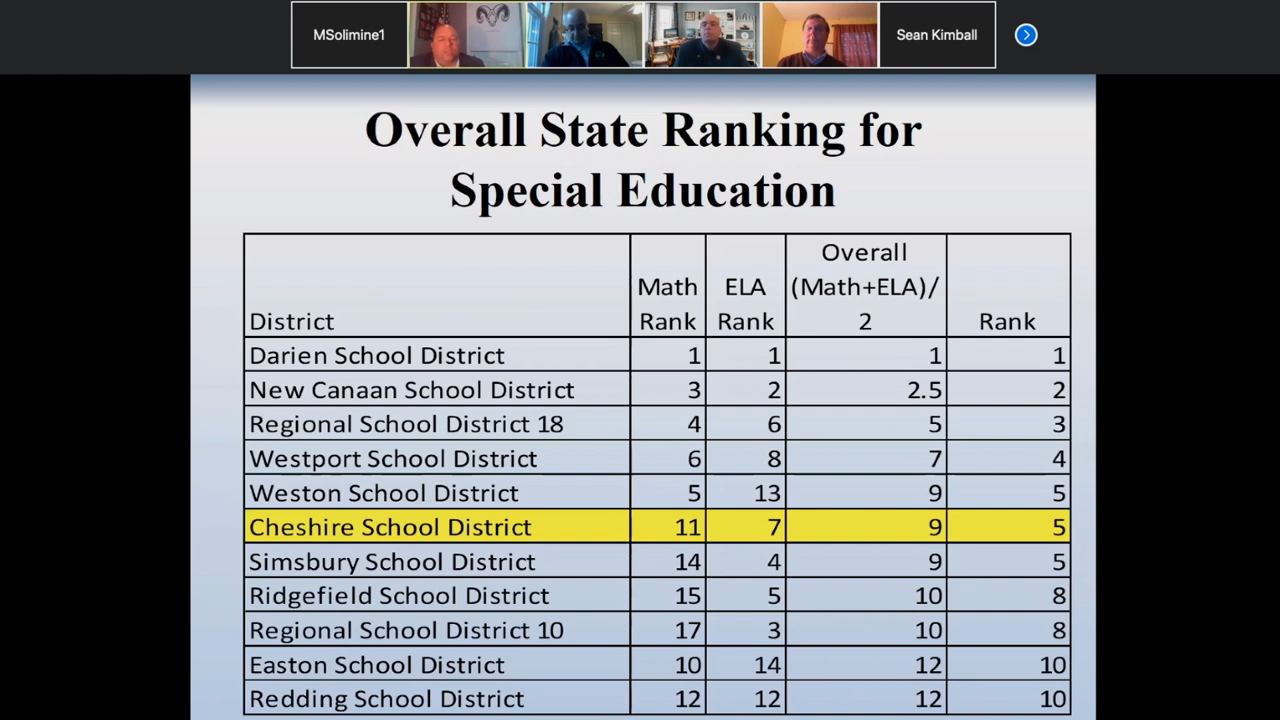 MSolimine1
Sean Kimball
Overall State Ranking for
Special Education
District Math Rank ELA Rank Overall (Math+ELA)/2 Rank
Darien School District 1 1 1 1
New Canaan School District 3 2 2.5 2
Regional School District 18 4 6 5 3
Westport School District 6 8 7 4
Weston School District 5 13 9 5
Cheshire School District 11 7 9 5
Simsbury School District 14 4 9 5
Ridgefield School District 15 5 10 8
Regional School District 10 17 3 10 8
Easton School District 10 14 12 10
Redding School District 12 12 12 10